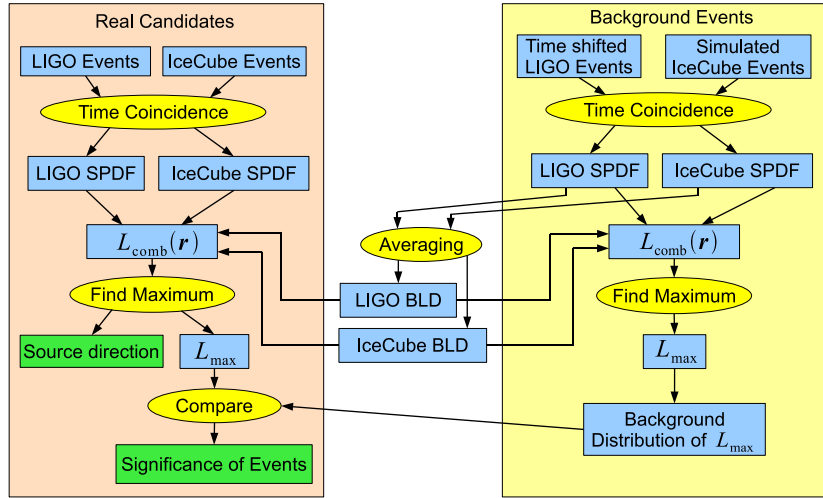 Real Candidates
LIGO Events
IceCube Events
Time Coincidence
LIGO SPDF
IceCube SPDF
L_comb(r)
Find Maximum
Source direction
L_max
Compare
Significance of Events
Averaging
LIGO BLD
IceCube BLD
Background Events
Time shifted
LIGO Events
Simulated
IceCube Events
Time Coincidence
LIGO SPDF
IceCube SPDF
L_comb(r)
Find Maximum
L_max
Background
Distribution of L_max